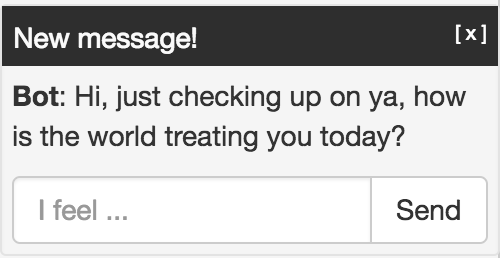 New message!
[x]
Bot: Hi, just checking up on ya, how
is the world treating you today?
I feel ...
Send